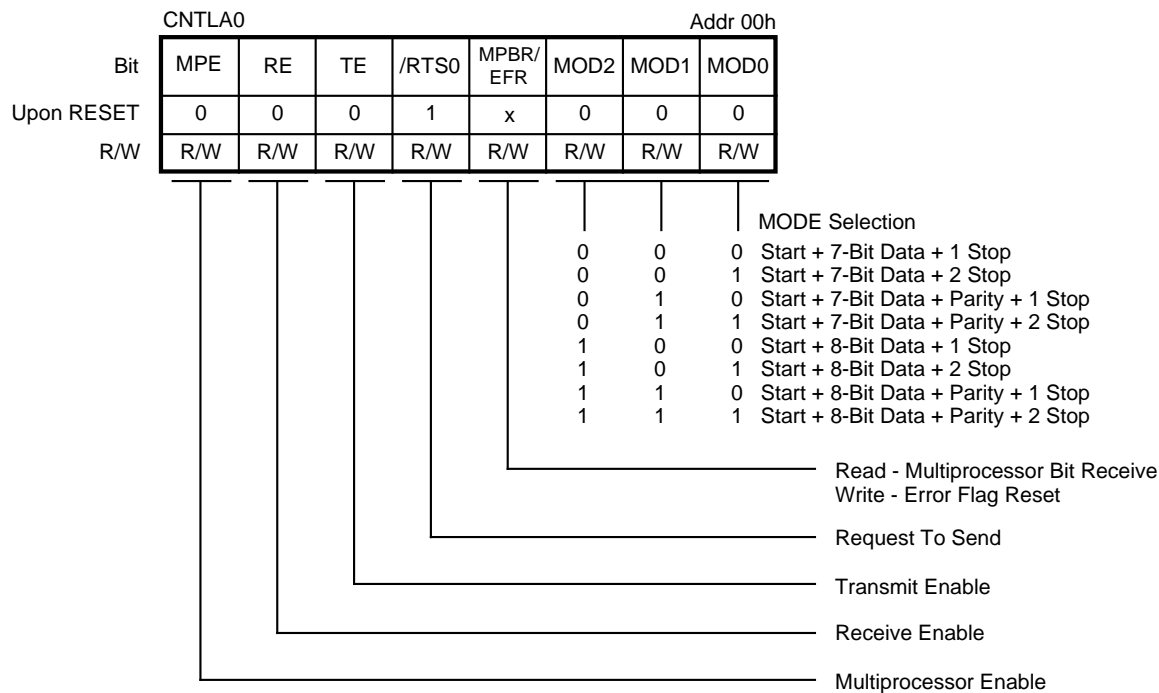 CNTLA0 Addr 00h
Bit MPE RE TE /RTS0 MPBR/EFR MOD2 MOD1 MOD0
Upon RESET 0 0 0 1 x 0 0 0
R/W R/W R/W R/W R/W R/W R/W R/W R/W
MODE Selection
0 0 0 Start + 7-Bit Data + 1 Stop
0 0 1 Start + 7-Bit Data + 2 Stop
0 1 0 Start + 7-Bit Data + Parity + 1 Stop
0 1 1 Start + 7-Bit Data + Parity + 2 Stop
1 0 0 Start + 8-Bit Data + 1 Stop
1 0 1 Start + 8-Bit Data + 2 Stop
1 1 0 Start + 8-Bit Data + Parity + 1 Stop
1 1 1 Start + 8-Bit Data + Parity + 2 Stop
Read - Multiprocessor Bit Receive
Write - Error Flag Reset
Request To Send
Transmit Enable
Receive Enable
Multiprocessor Enable